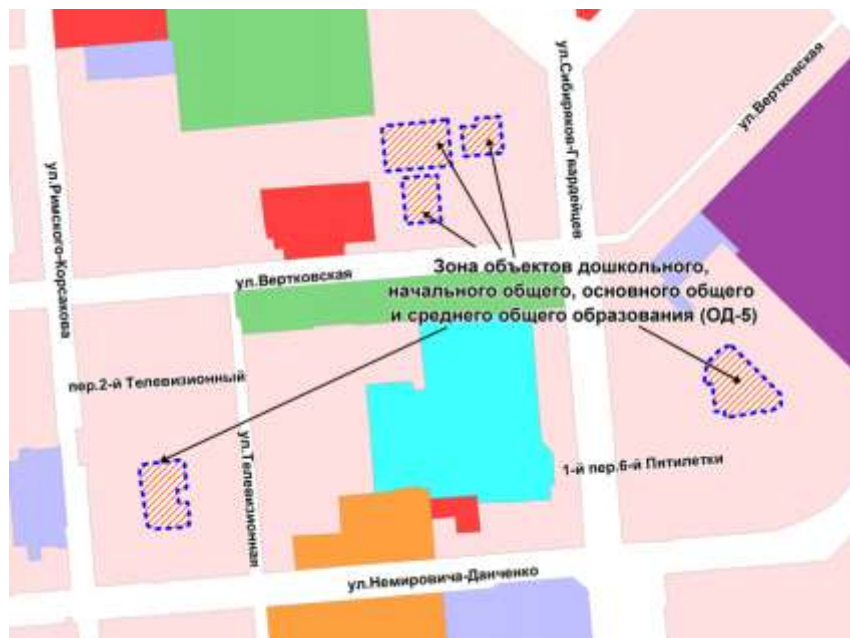 ул.Сибиряков-Гвардейцев
ул.Вертковская
ул.Римского-Корсакова
ул.Вертковская
Зона объектов дошкольного,
начального общего, основного общего
и среднего общего образования (ОД-5)
пер.2-й Телевизионный
ул.Телевизионная
1-й пер.6-й Пятилетки
ул.Немировича-Данченко